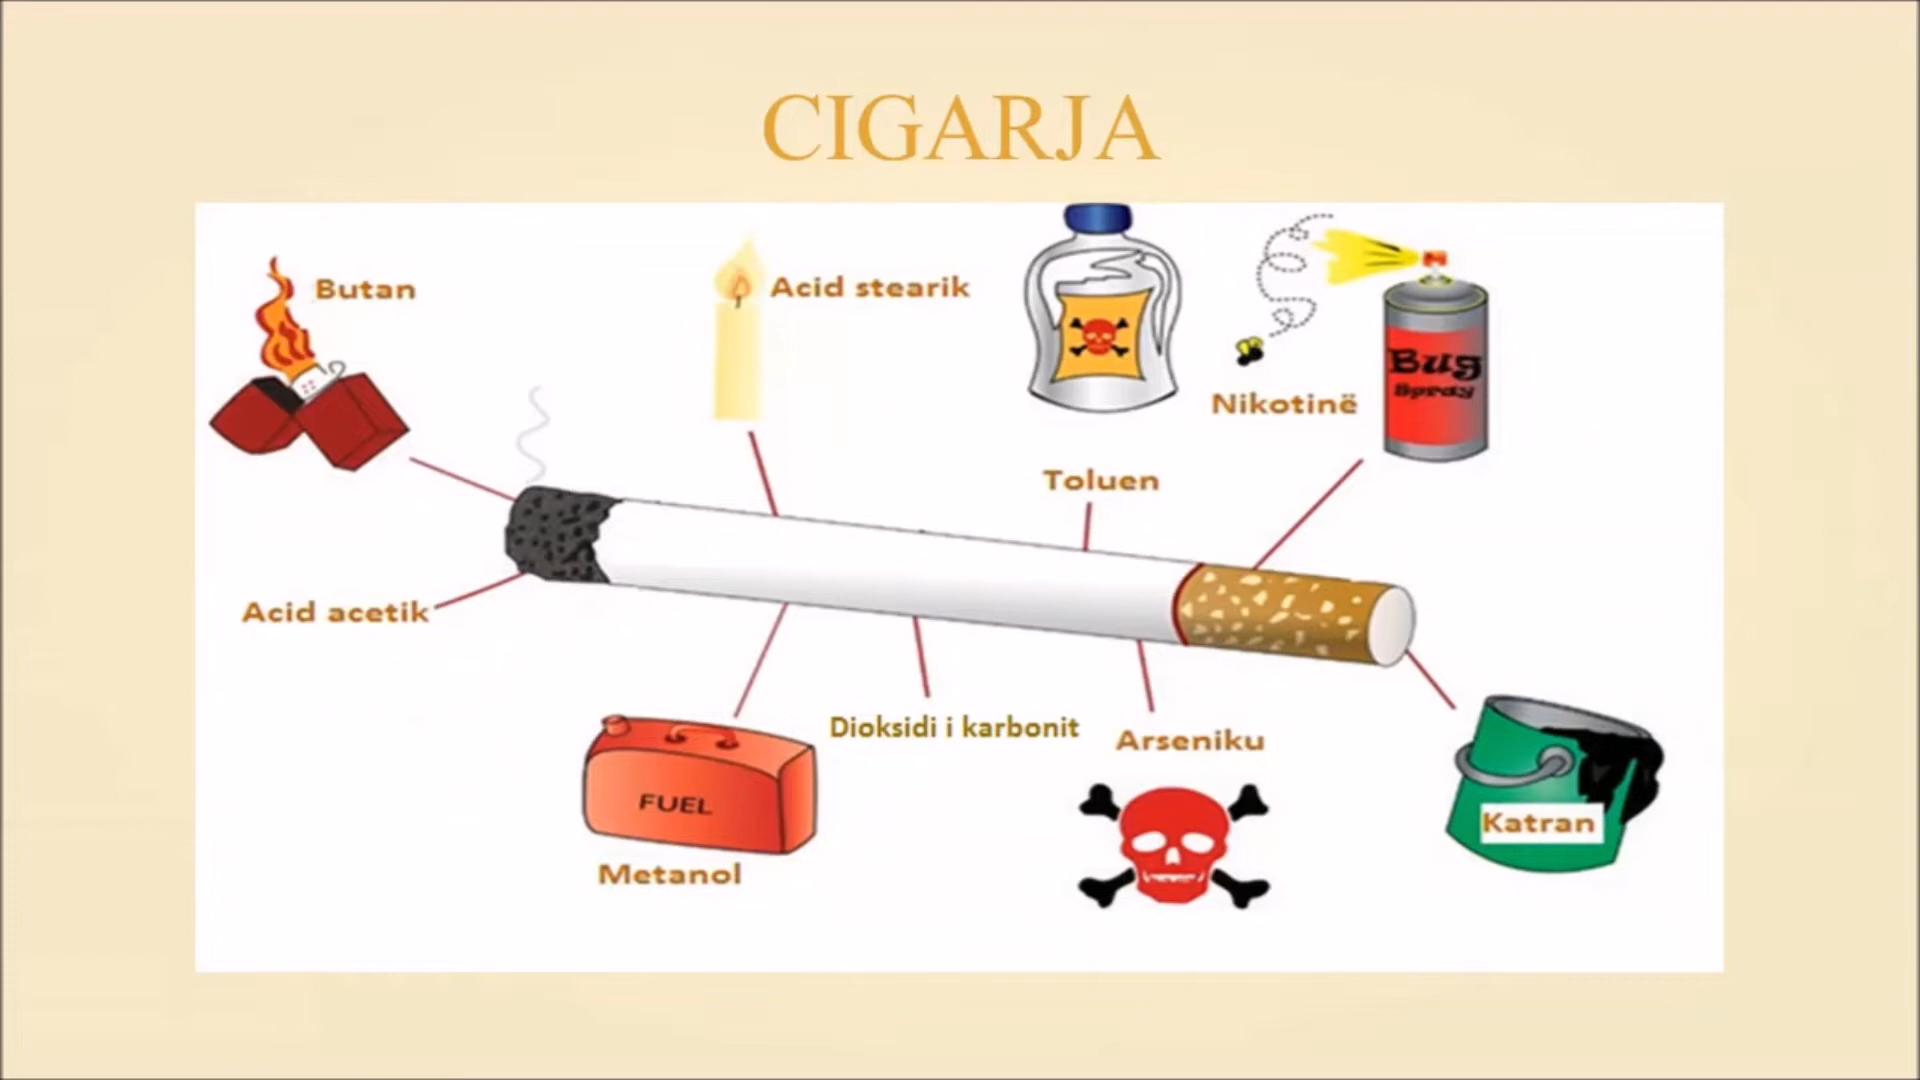 CIGARJA
Butan
Acid stearik
Nikotinë
Bug
Spray
Toluen
Acid acetik
Dioksidi i karbonit
Arseniku
FUEL
Metanol
Katran